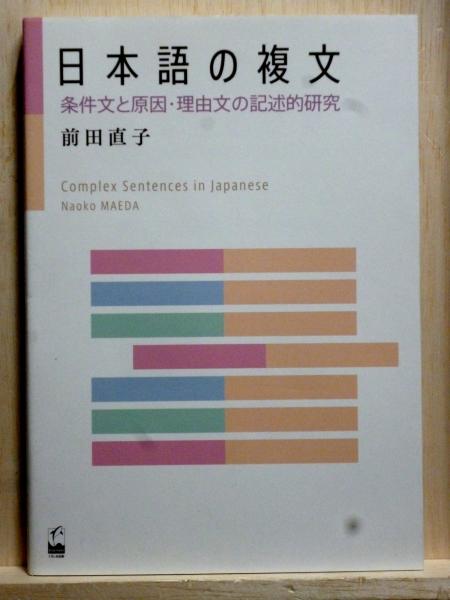 日本語の複文
条件文と原因・理由文の記述的研究
前田直子
Complex Sentences in Japanese
Naoko MAEDA